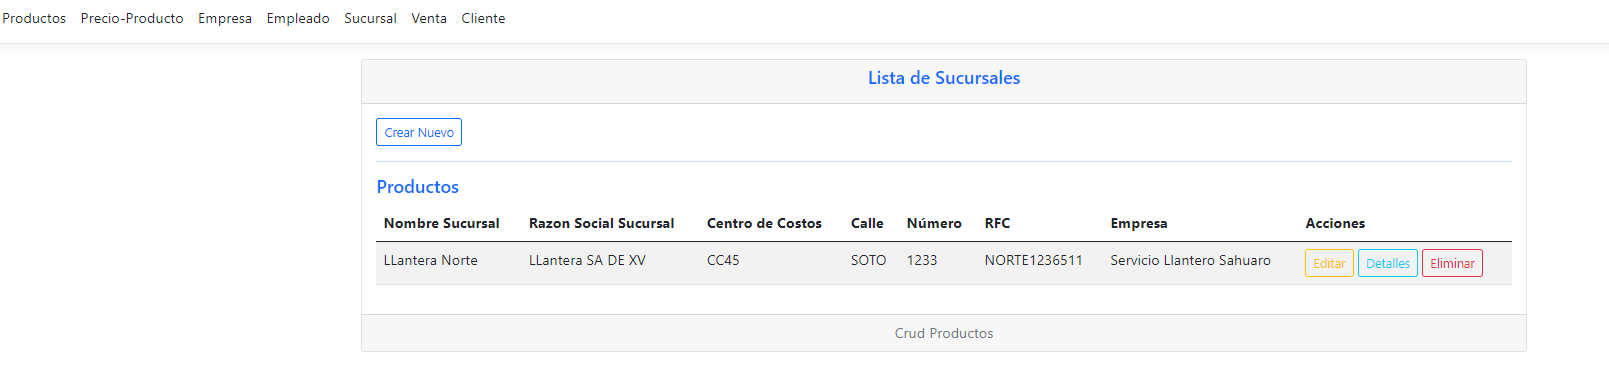 Productos Precio-Producto Empresa Empleado Sucursal Venta Cliente
Lista de Sucursales
Crear Nuevo
Productos
Nombre Sucursal Razon Social Sucursal Centro de Costos Calle Número RFC Empresa Acciones
LLantera Norte LLantera SA DE XV CC45 SOTO 1233 NORTE1236511 Servicio Llantero Sahuaro Editar Detalles Eliminar
Crud Productos